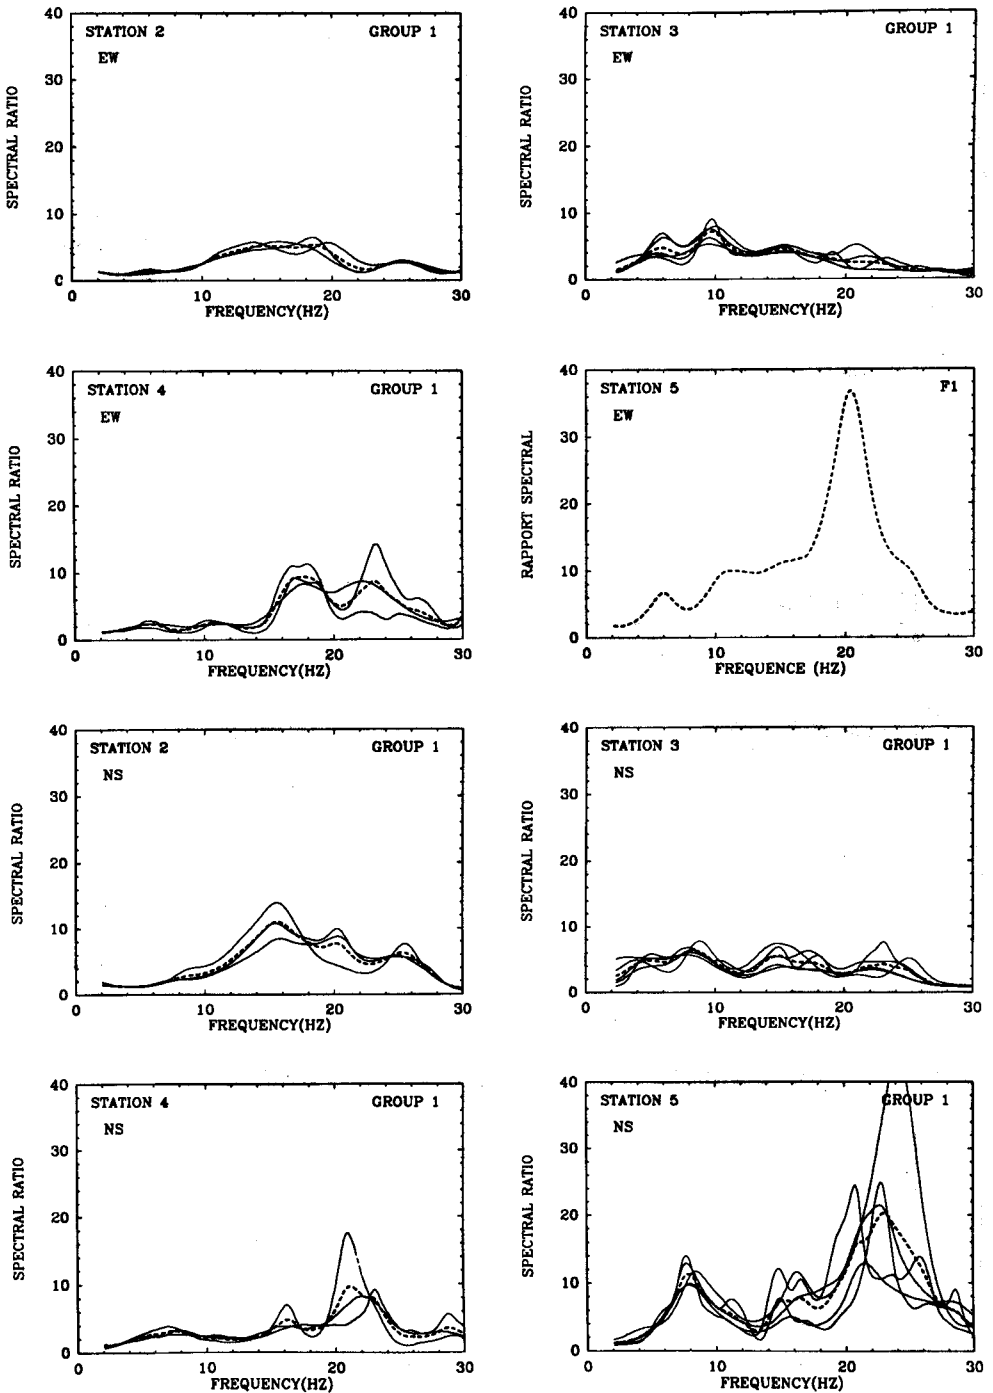 STATION 2 GROUP 1
EW
SPECTRAL RATIO
40
30
20
10
0
0 10 20 30
FREQUENCY(HZ)
STATION 3 GROUP 1
EW
SPECTRAL RATIO
40
30
20
10
0
0 10 20 30
FREQUENCY(HZ)
STATION 4 GROUP 1
EW
SPECTRAL RATIO
40
30
20
10
0
0 10 20 30
FREQUENCY(HZ)
STATION 5 F1
EW
RAPPORT SPECTRAL
40
30
20
10
0
0 10 20 30
FREQUENCE (HZ)
STATION 2 GROUP 1
NS
SPECTRAL RATIO
40
30
20
10
0
0 10 20 30
FREQUENCY(HZ)
STATION 3 GROUP 1
NS
SPECTRAL RATIO
40
30
20
10
0
0 10 20 30
FREQUENCY(HZ)
STATION 4 GROUP 1
NS
SPECTRAL RATIO
40
30
20
10
0
0 10 20 30
FREQUENCY(HZ)
STATION 5 GROUP 1
NS
SPECTRAL RATIO
40
30
20
10
0
0 10 20 30
FREQUENCY(HZ)